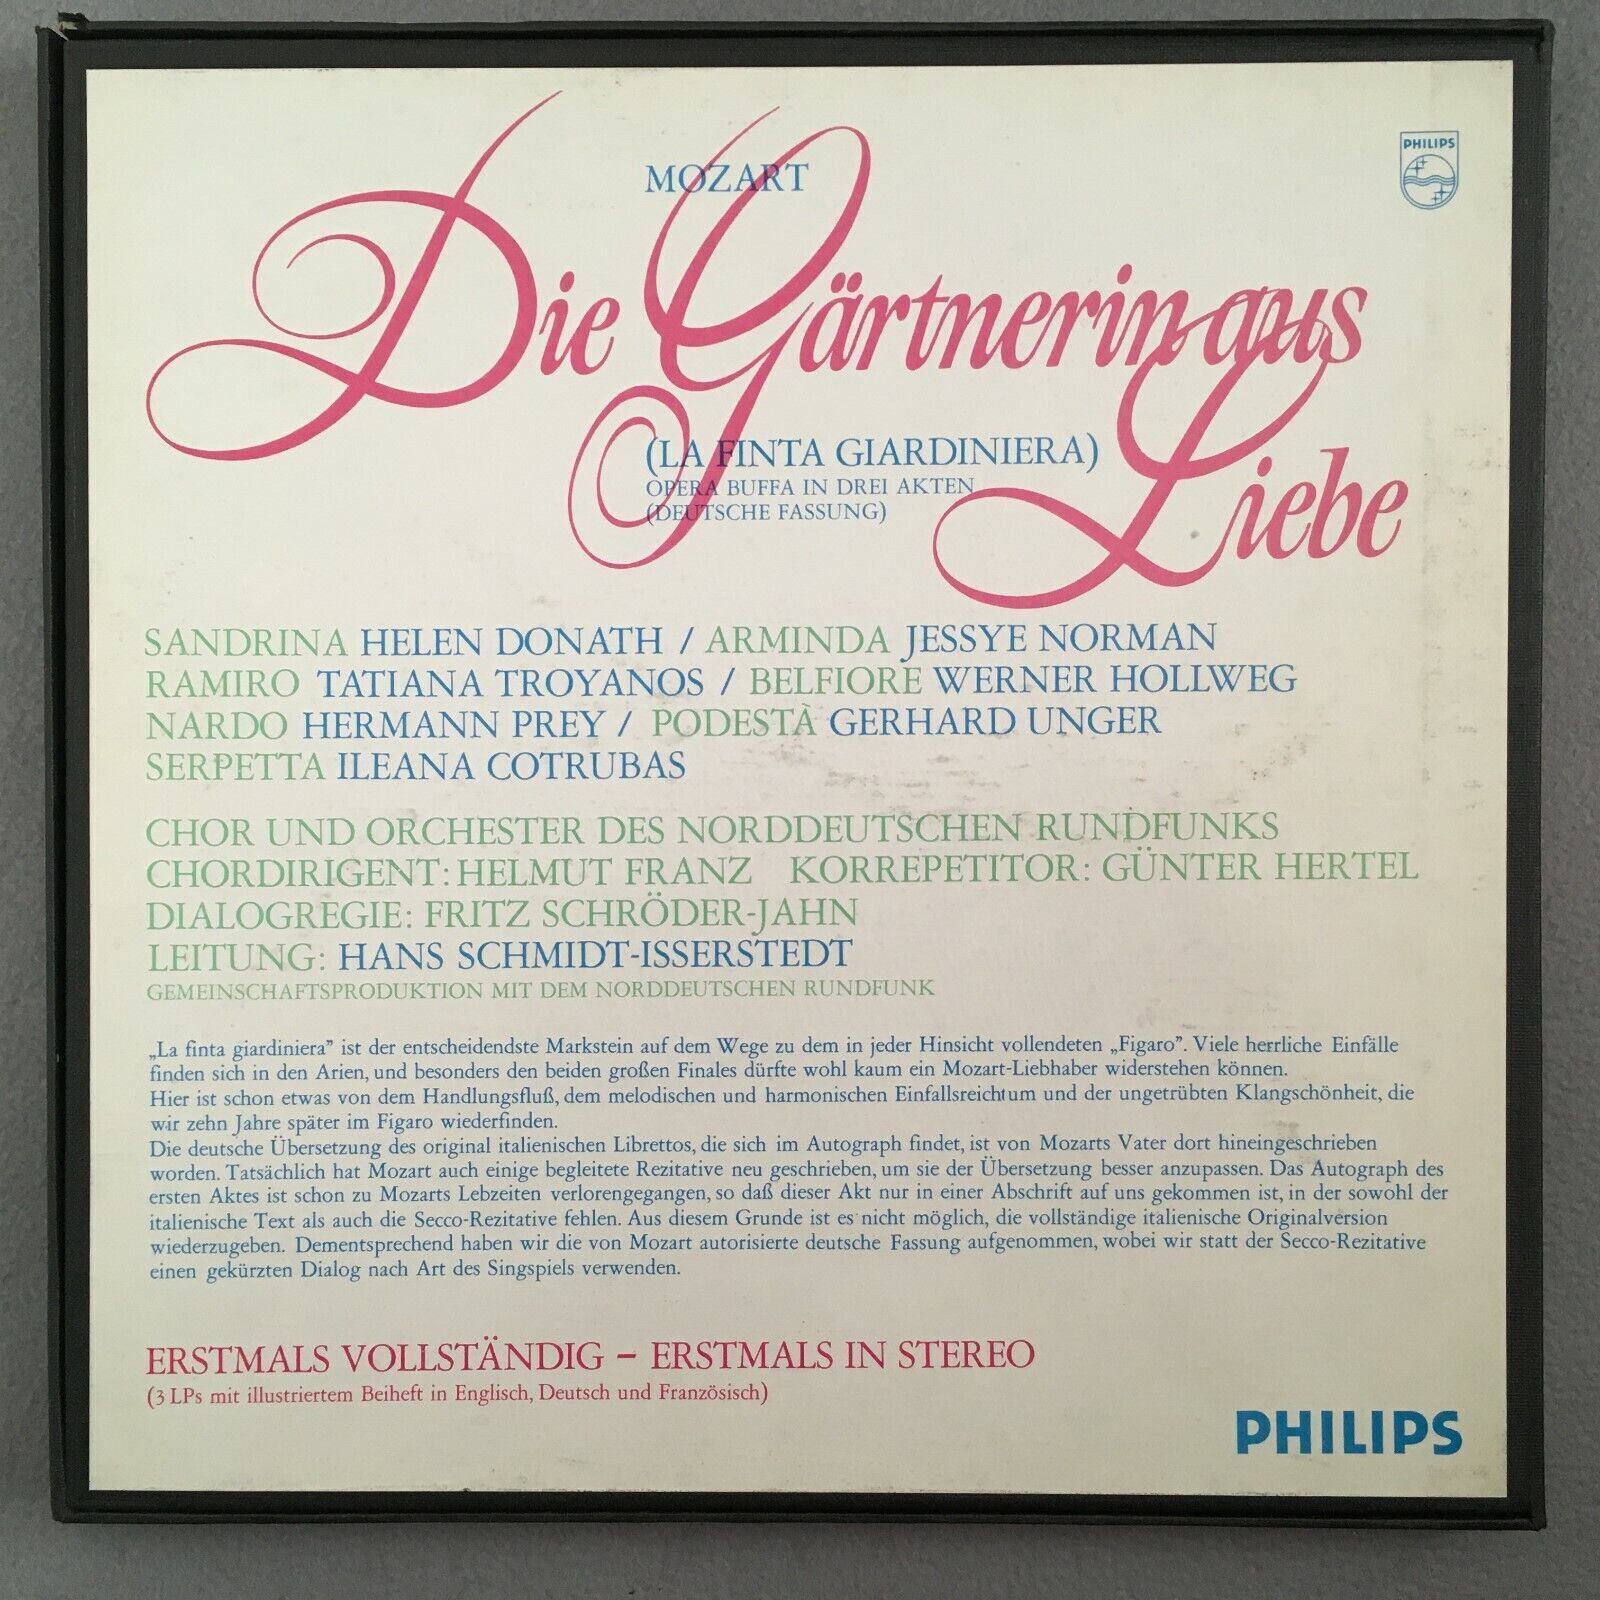 PHILIPS
MOZART
Die Gärtnerin aus
Liebe
(LA FINTA GIARDINIERA)
OPERA BUFFA IN DREI AKTEN
(DEUTSCHE FASSUNG)
SANDRINA HELEN DONATH / ARMINDA JESSYE NORMAN
RAMIRO TATIANA TROYANOS / BELFIORE WERNER HOLLWEG
NARDO HERMANN PREY / PODESTÀ GERHARD UNGER
SERPETTA ILEANA COTRUBAS
CHOR UND ORCHESTER DES NORDDEUTSCHEN RUNDFUNKS
CHORDIRIGENT: HELMUT FRANZ KORREPETITOR: GÜNTER HERTEL
DIALOGREGIE: FRITZ SCHRÖDER-JAHN
LEITUNG: HANS SCHMIDT-ISSERSTEDT
GEMEINSCHAFTSPRODUKTION MIT DEM NORDDEUTSCHEN RUNDFUNK
„La finta giardiniera” ist der entscheidendste Markstein auf dem Wege zu dem in jeder Hinsicht vollendeten „Figaro”. Viele herrliche Einfälle
finden sich in den Arien, und besonders den beiden großen Finales dürfte wohl kaum ein Mozart-Liebhaber widerstehen können.
Hier ist schon etwas von dem Handlungsfluß, dem melodischen und harmonischen Einfallsreichtum und der ungetrübten Klangschönheit, die
wir zehn Jahre später im Figaro wiederfinden.
Die deutsche Übersetzung des original italienischen Librettos, die sich im Autograph findet, ist von Mozarts Vater dort hineingeschrieben
worden. Tatsächlich hat Mozart auch einige begleitete Rezitative neu geschrieben, um sie der Übersetzung besser anzupassen. Das Autograph des
ersten Aktes ist schon zu Mozarts Lebzeiten verlorengegangen, so daß dieser Akt nur in einer Abschrift auf uns gekommen ist, in der sowohl der
italienische Text als auch die Secco-Rezitative fehlen. Aus diesem Grunde ist es nicht möglich, die vollständige italienische Originalversion
wiederzugeben. Dementsprechend haben wir die von Mozart autorisierte deutsche Fassung aufgenommen, wobei wir statt der Secco-Rezitative
einen gekürzten Dialog nach Art des Singspiels verwenden.
ERSTMALS VOLLSTÄNDIG – ERSTMALS IN STEREO
(3 LPs mit illustriertem Beiheft in Englisch, Deutsch und Französisch)
PHILIPS